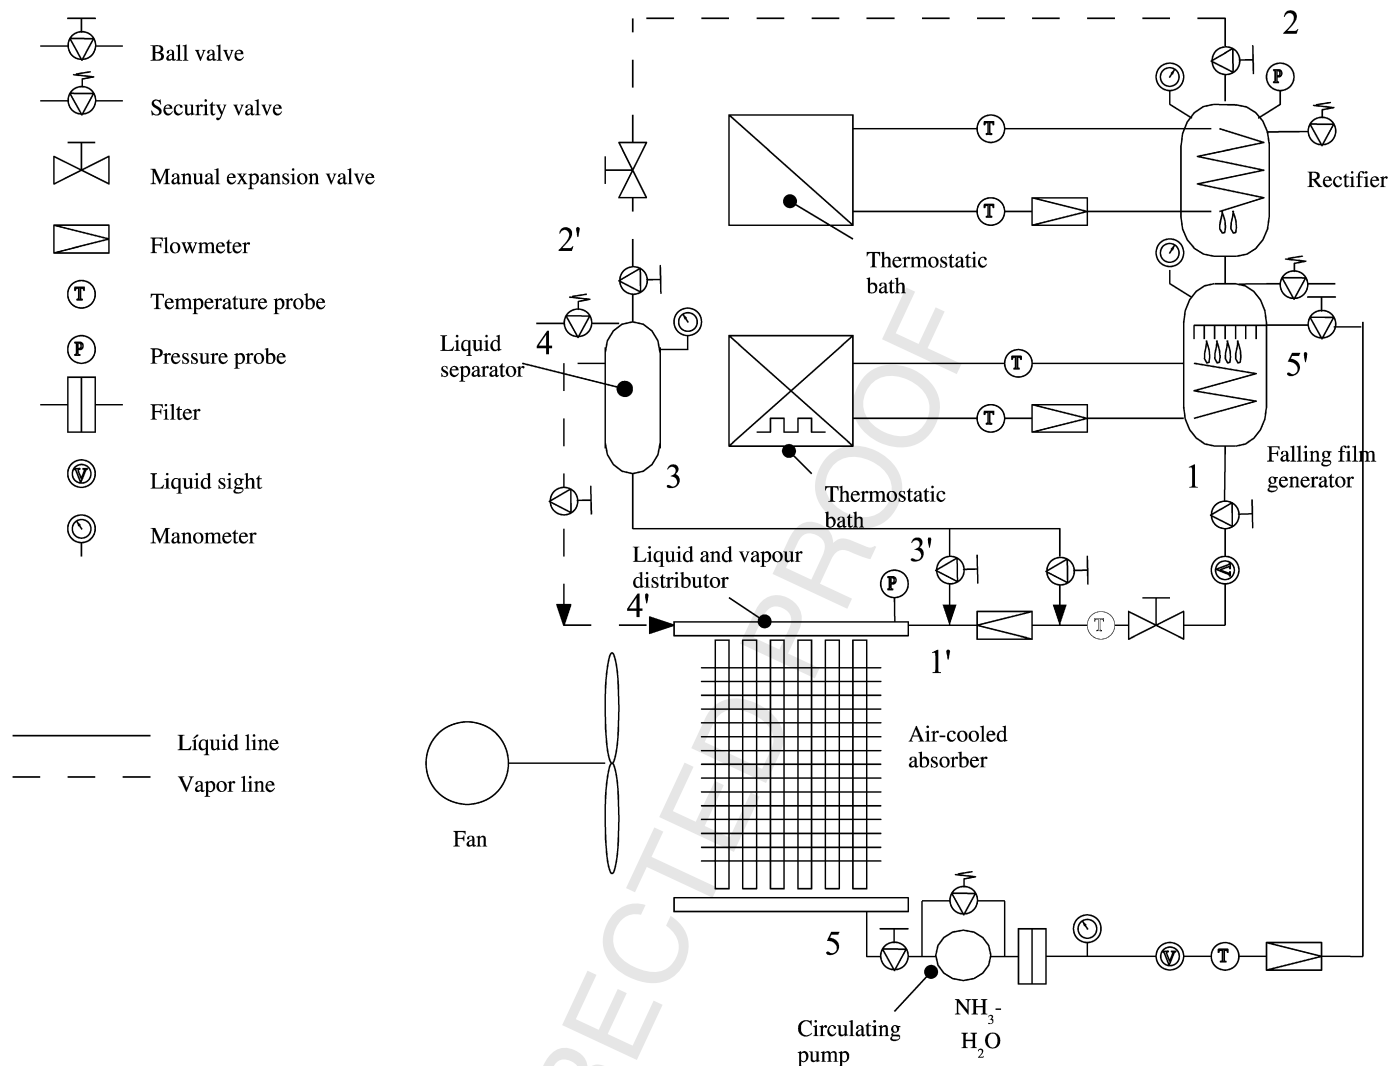 Ball valve
Security valve
Manual expansion valve
Flowmeter
T
Temperature probe
P
Pressure probe
Filter
V
Liquid sight
Manometer
Líquid line
Vapor line
2
P
T
Rectifier
T
Thermostatic
bath
2'
4
Liquid
separator
T
5'
T
3
1
Falling film
generator
Thermostatic
bath
3'
Liquid and vapour
distributor
P
V
4'
T
1'
Air-cooled
absorber
Fan
5
V
T
Circulating
pump
NH3-
H2O
RECTED PROOF